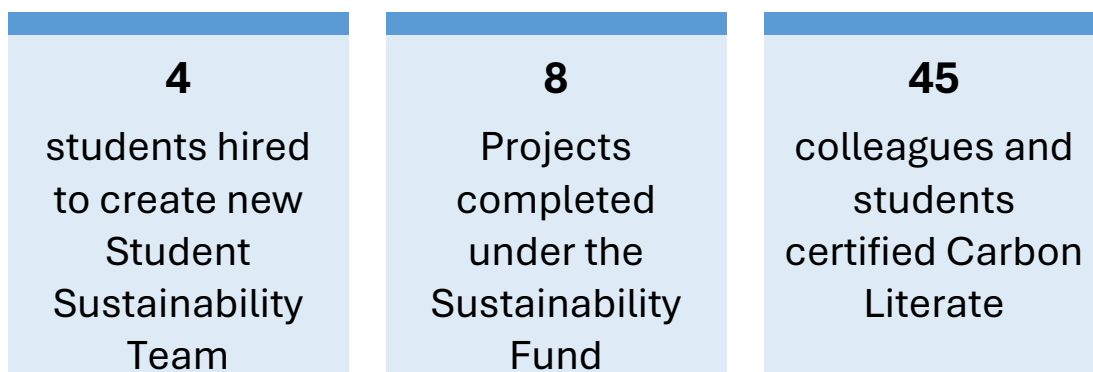 4
students hired
to create new
Student
Sustainability
Team
8
Projects
completed
under the
Sustainability
Fund
45
colleagues and
students
certified Carbon
Literate